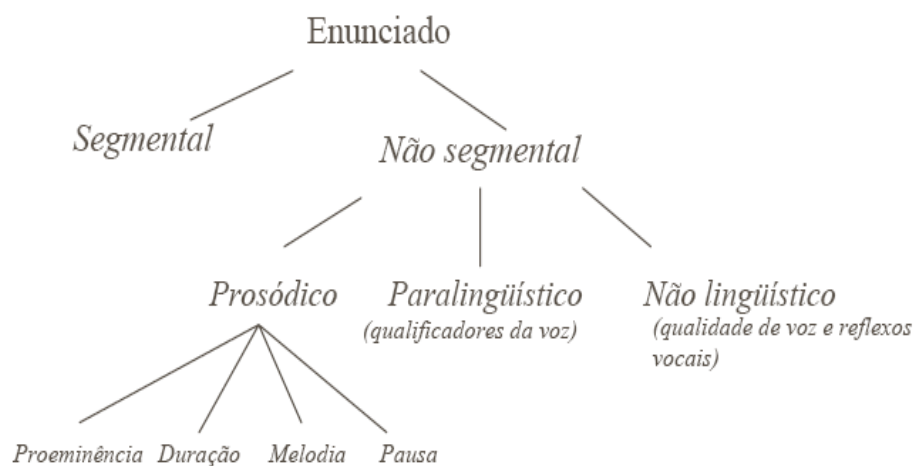 Enunciado
Segmental
Não segmental
Prosódico
Paralingüístico
(qualificadores da voz)
Não lingüístico
(qualidade de voz e reflexos
vocais)
Proeminência
Duração
Melodia
Pausa